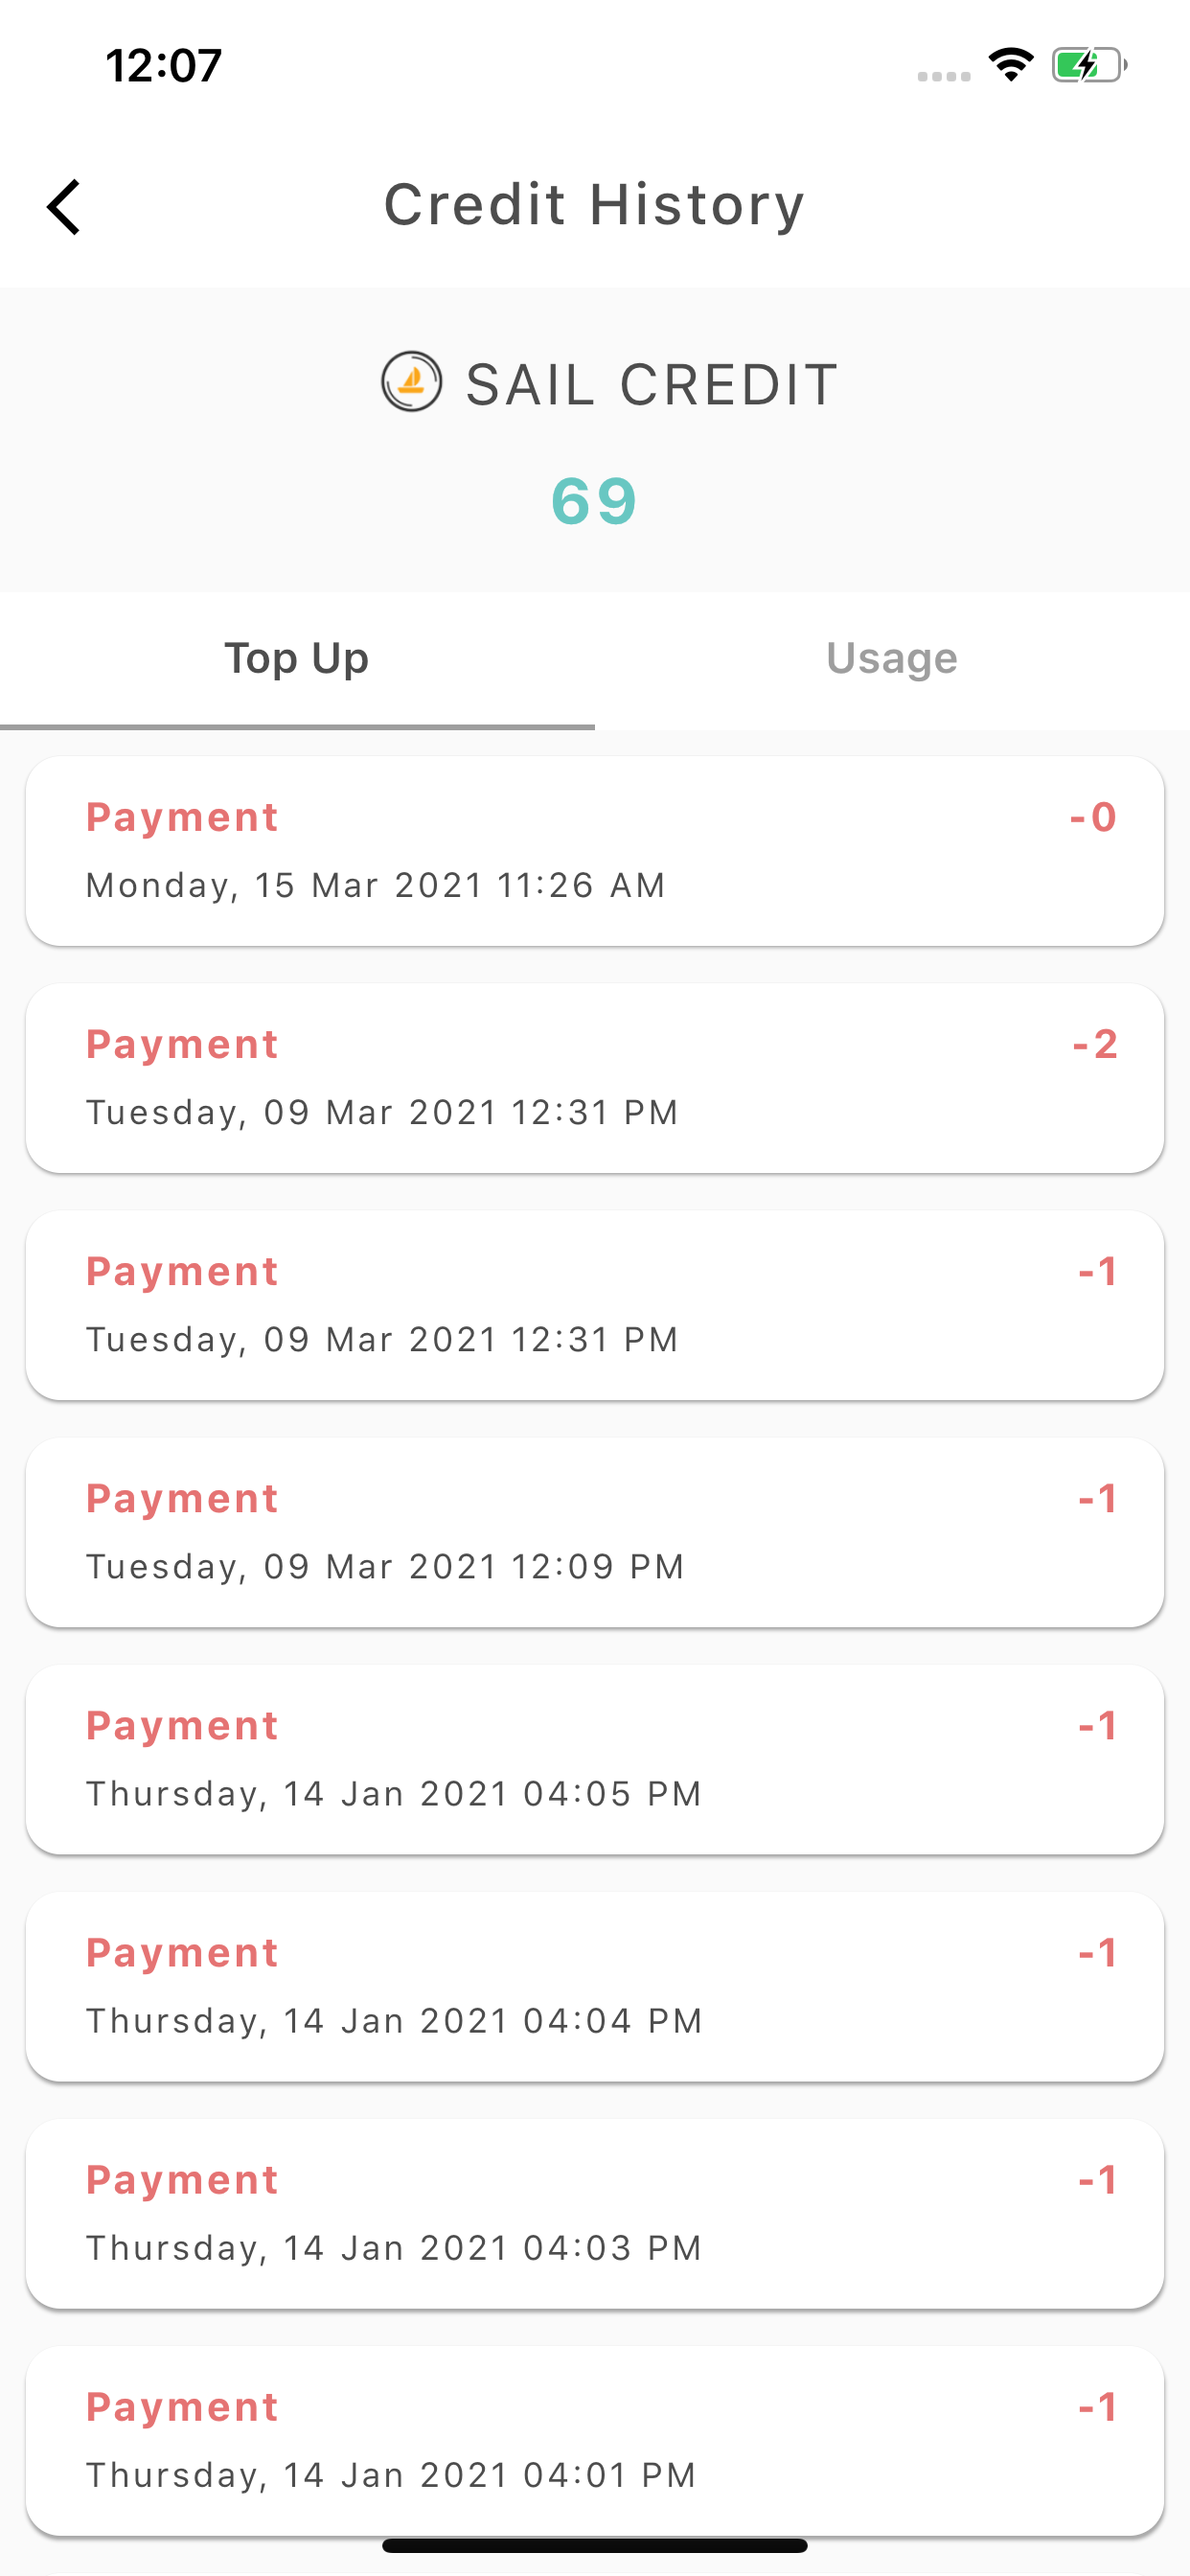 12:07
Credit History
SAIL CREDIT
69
Top Up Usage
Payment -0
Monday, 15 Mar 2021 11:26 AM
Payment -2
Tuesday, 09 Mar 2021 12:31 PM
Payment -1
Tuesday, 09 Mar 2021 12:31 PM
Payment -1
Tuesday, 09 Mar 2021 12:09 PM
Payment -1
Thursday, 14 Jan 2021 04:05 PM
Payment -1
Thursday, 14 Jan 2021 04:04 PM
Payment -1
Thursday, 14 Jan 2021 04:03 PM
Payment -1
Thursday, 14 Jan 2021 04:01 PM